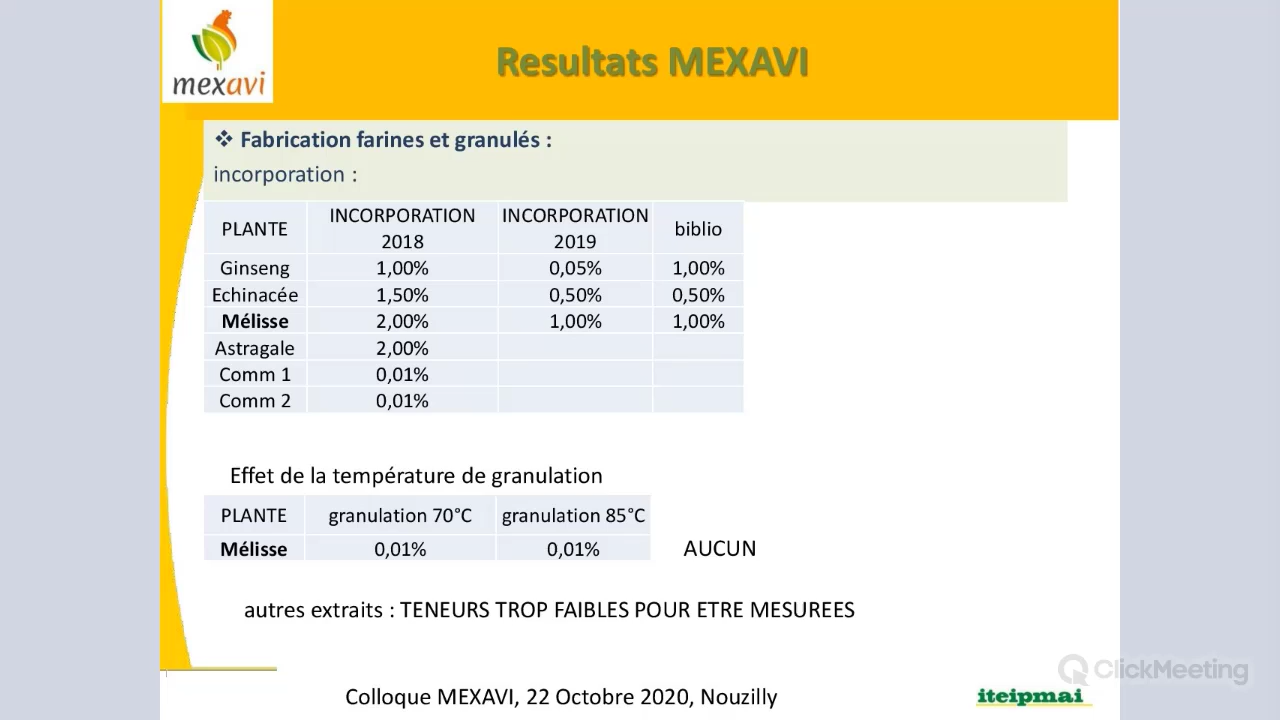 mexavi
Resultats MEXAVI
❖ Fabrication farines et granulés :
incorporation :
PLANTE INCORPORATION 2018 INCORPORATION 2019 biblio
Ginseng 1,00% 0,05% 1,00%
Echinacée 1,50% 0,50% 0,50%
Mélisse 2,00% 1,00% 1,00%
Astragale 2,00%
Comm 1 0,01%
Comm 2 0,01%
Effet de la température de granulation
PLANTE granulation 70°C granulation 85°C
Mélisse 0,01% 0,01% AUCUN
autres extraits : TENEURS TROP FAIBLES POUR ETRE MESUREES
ClickMeeting
Colloque MEXAVI, 22 Octobre 2020, Nouzilly
iteipmai